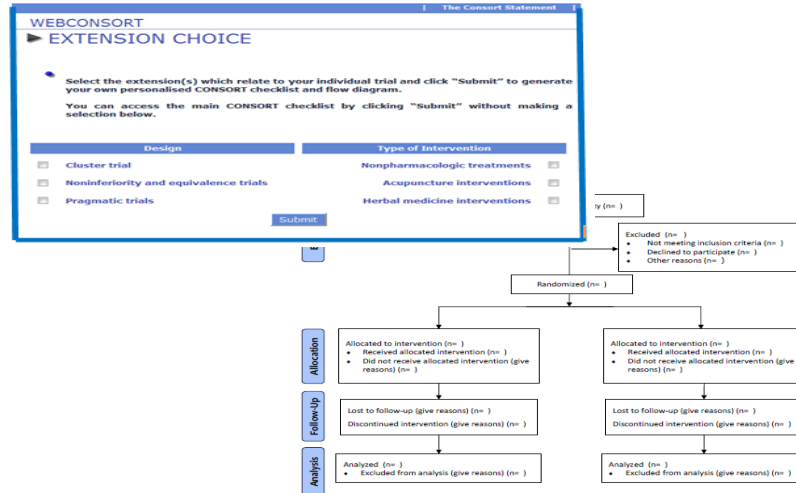 | The Consort Statement |
WEBCONSORT
EXTENSION CHOICE
Select the extension(s) which relate to your individual trial and click “Submit” to generate
your own personalised CONSORT checklist and flow diagram.
You can access the main CONSORT checklist by clicking “Submit” without making a
selection below.
Design
Type of Intervention
Cluster trial
Nonpharmacologic treatments
Noninferiority and equivalence trials
Acupuncture interventions
Pragmatic trials
Herbal medicine interventions
Submit
(n= )
Excluded (n= )
• Not meeting inclusion criteria (n= )
• Declined to participate (n= )
• Other reasons (n= )
Randomized (n= )
Allocation
Allocated to intervention (n= )
• Received allocated intervention (n= )
• Did not receive allocated intervention (give
reasons) (n= )
Allocated to intervention (n= )
• Received allocated intervention (n= )
• Did not receive allocated intervention (give
reasons) (n= )
Follow-Up
Lost to follow-up (give reasons) (n= )
Discontinued intervention (give reasons) (n= )
Lost to follow-up (give reasons) (n= )
Discontinued intervention (give reasons) (n= )
Analysis
Analyzed (n= )
• Excluded from analysis (give reasons) (n= )
Analyzed (n= )
• Excluded from analysis (give reasons) (n= )